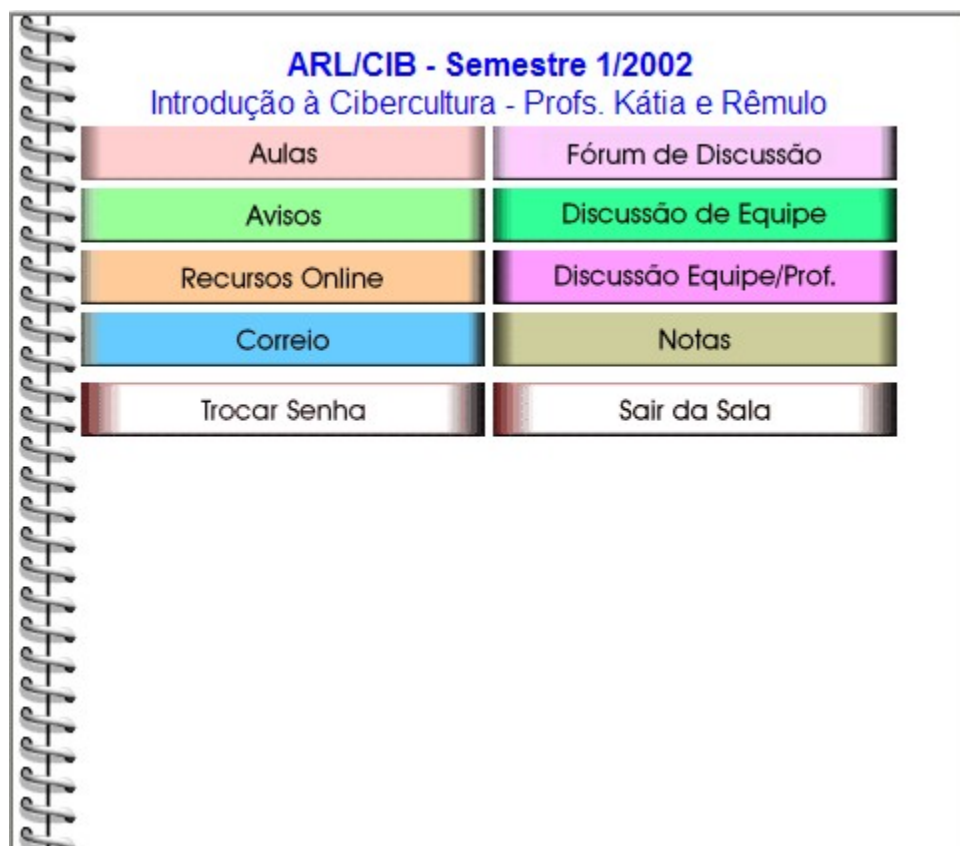 ARL/CIB - Semestre 1/2002
Introdução à Cibercultura - Profs. Kátia e Rêmulo
Aulas
Fórum de Discussão
Avisos
Discussão de Equipe
Recursos Online
Discussão Equipe/Prof.
Correio
Notas
Trocar Senha
Sair da Sala